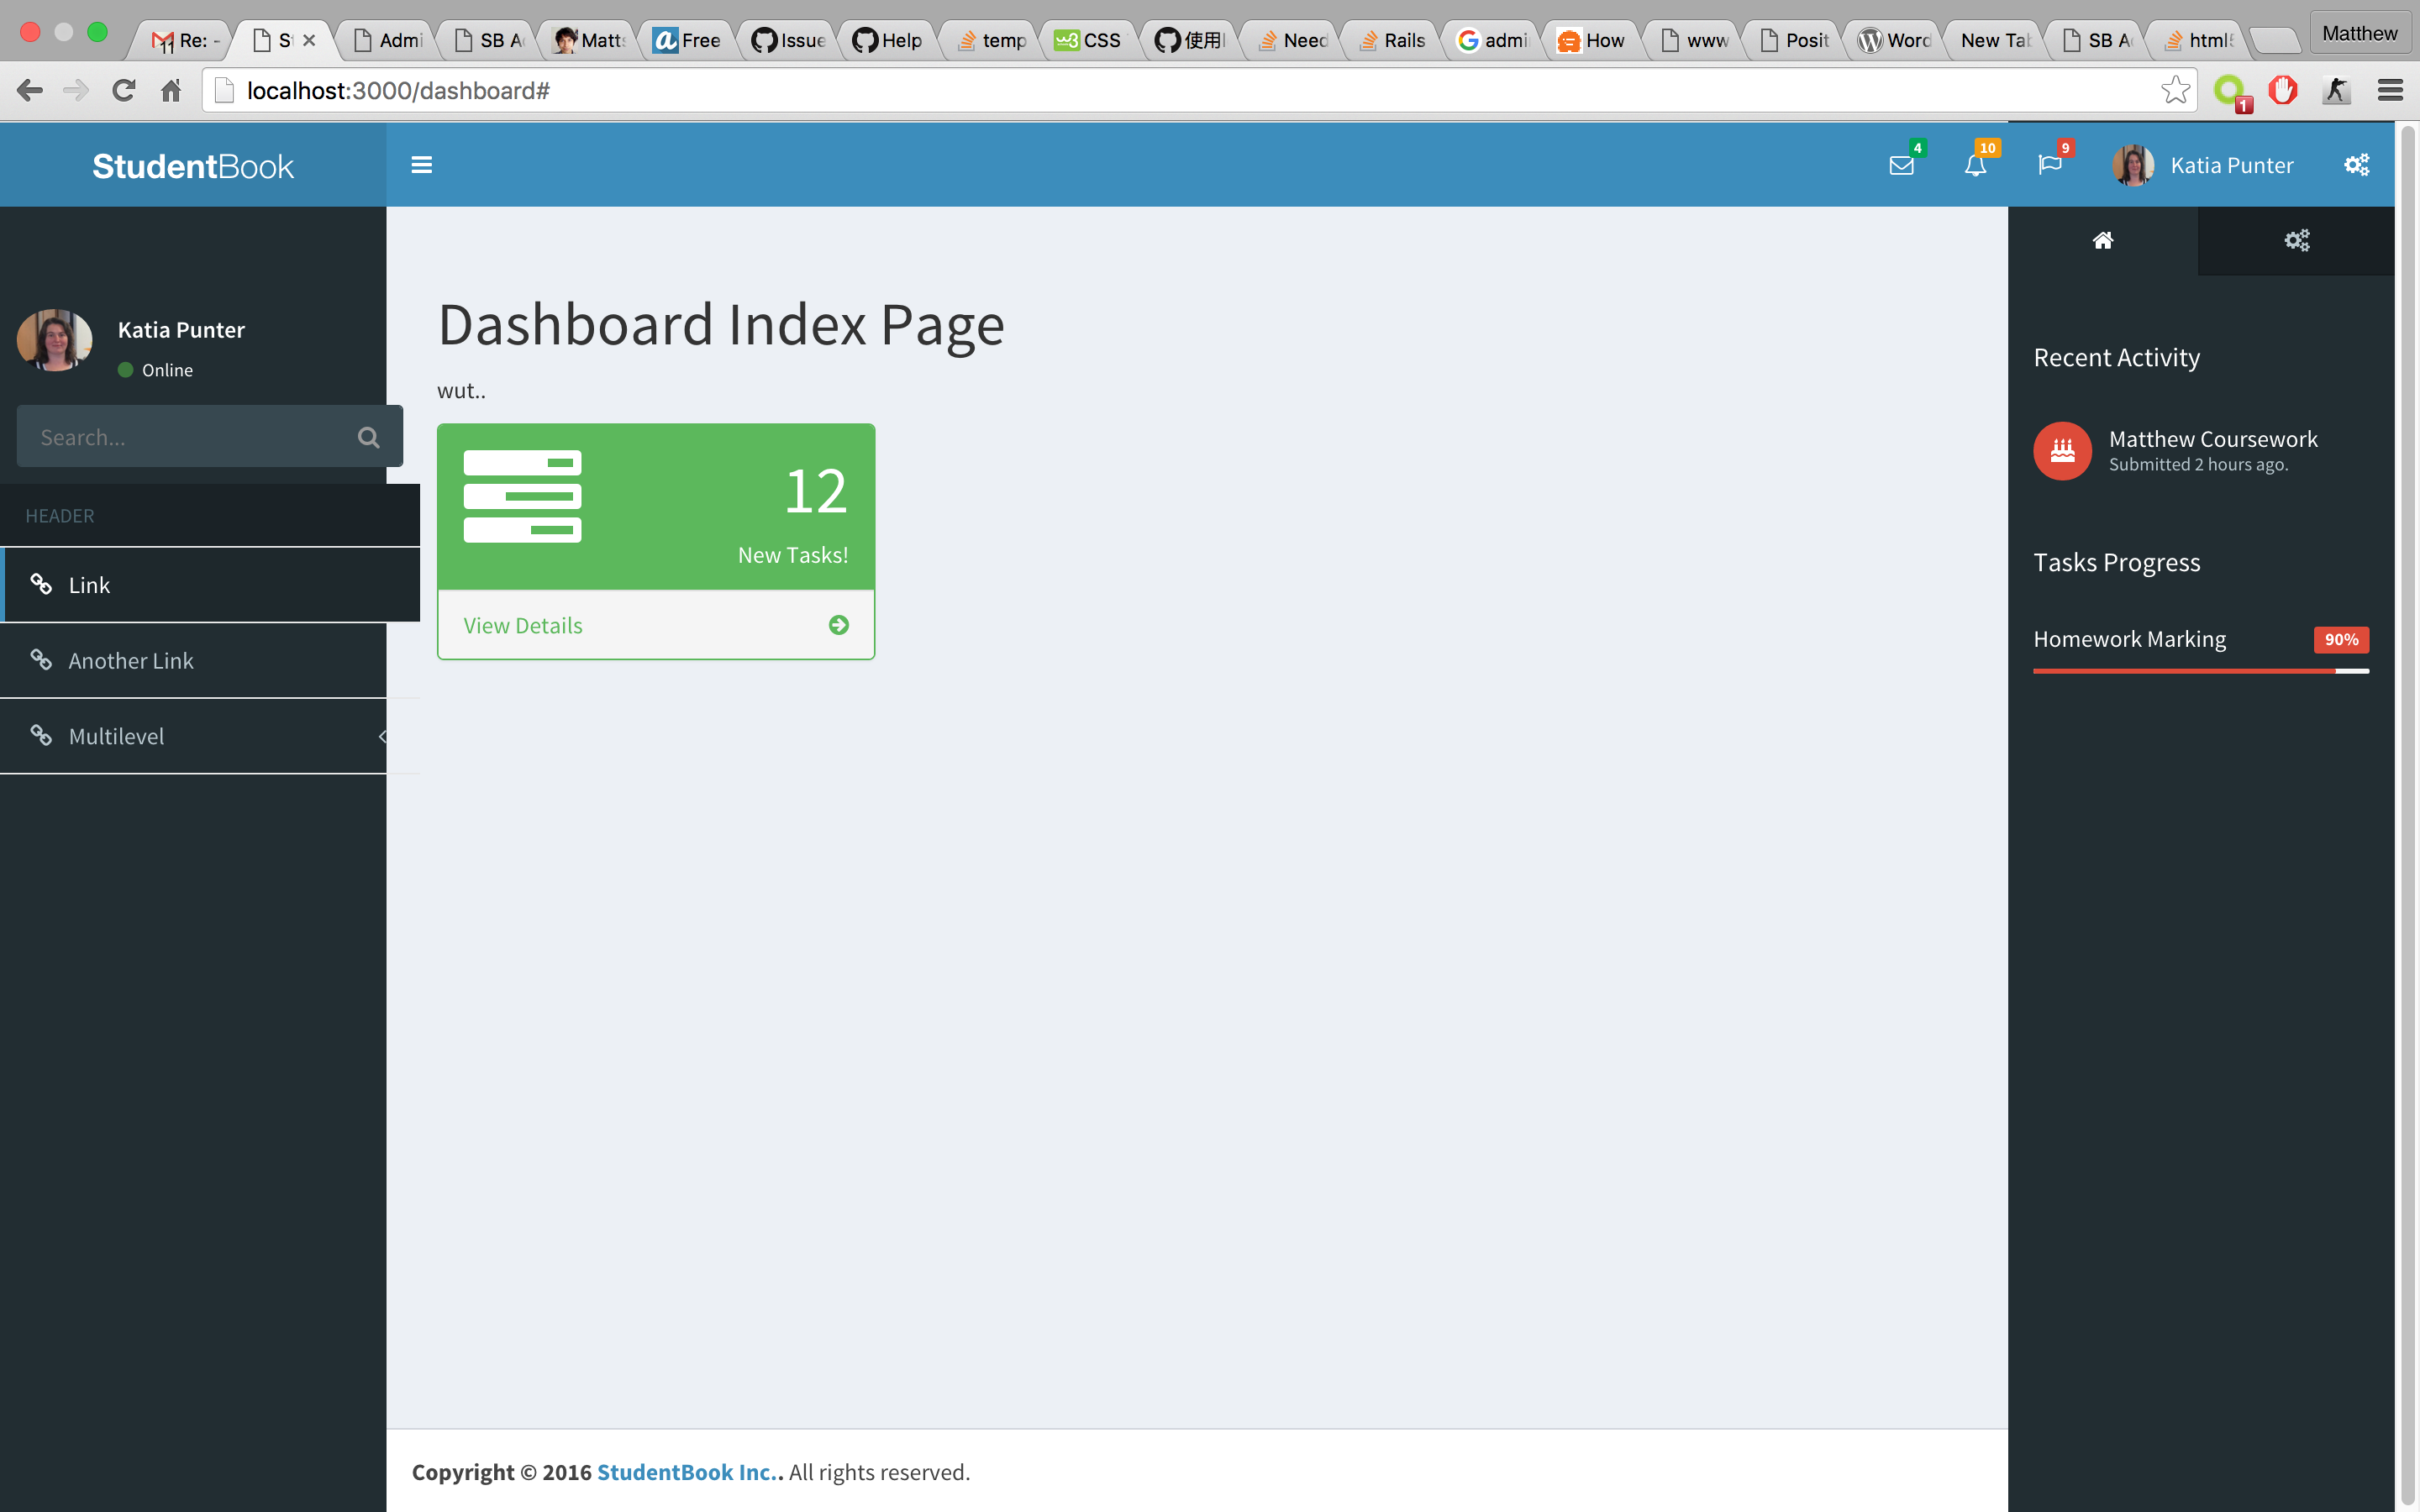 Re: -
St
Admi
SB A
Matts
Free
Issue
Help
temp
CSS
使用
Need
Rails
admi
How
www
Posit
Word
New Tab
SB A
html5
Matthew
localhost:3000/dashboard#
1
StudentBook
4
10
9
Katia Punter
Katia Punter
Online
Search...
HEADER
Link
Another Link
Multilevel
Dashboard Index Page
wut..
12
New Tasks!
View Details
Recent Activity
Matthew Coursework
Submitted 2 hours ago.
Tasks Progress
Homework Marking
90%
Copyright © 2016 StudentBook Inc.. All rights reserved.